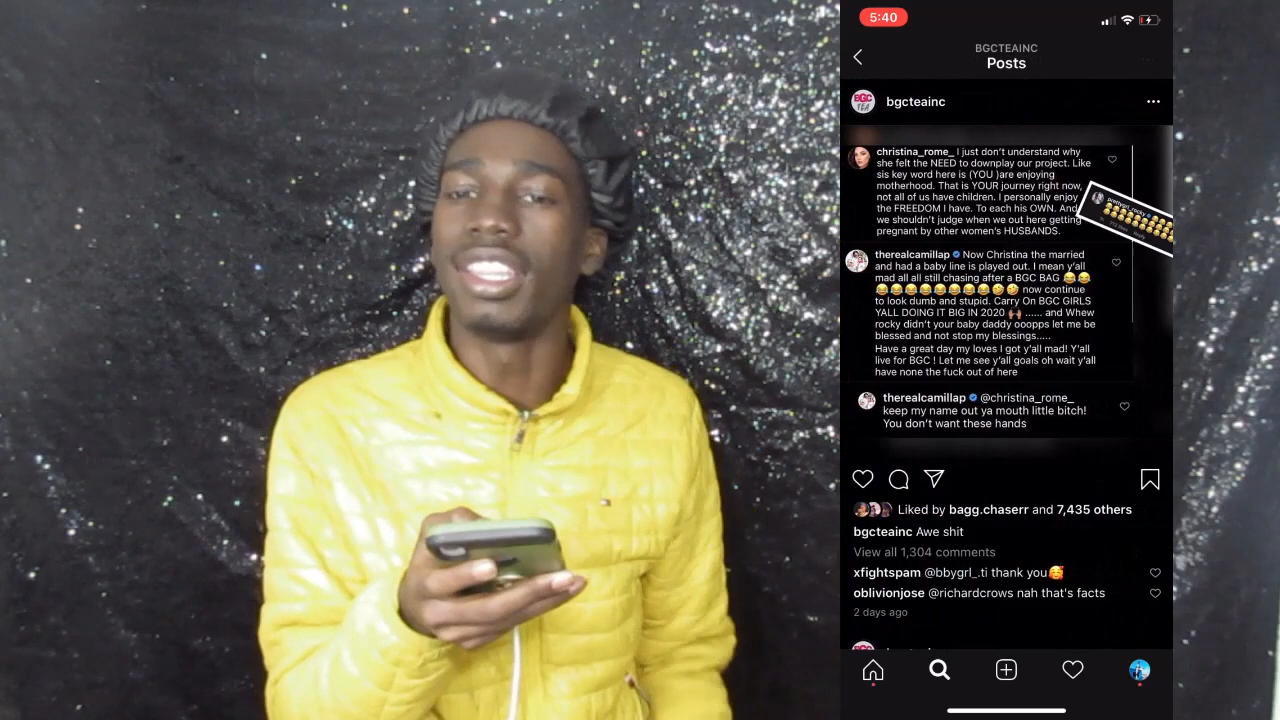 5:40
BGCTEAINC
Posts
BGC
TEA
bgcteainc
christina_rome_ I just don't understand why
she felt the NEED to downplay our project. Like
sis key word here is (YOU )are enjoying
motherhood. That is YOUR journey right now,
not all of us have children. I personally enjoy
the FREEDOM I have. To each his OWN. And
we shouldn't judge when we out here getting
pregnant by other women's HUSBANDS.
therealcamillap Now Christina the married
and had a baby line is played out. I mean y'all
mad all all still chasing after a BGC BAG 😂😂
😂😂😂😂😂😂😂😂😂🤣🤣 now continue
to look dumb and stupid. Carry On BGC GIRLS
YALL DOING IT BIG IN 2020 🙌🏽 ...... and Whew
rocky didn't your baby daddy ooopps let me be
blessed and not stop my blessings.....
Have a great day my loves I got y'all mad! Y'all
live for BGC ! Let me see y'all goals oh wait y'all
have none the fuck out of here
therealcamillap @christina_rome_
keep my name out ya mouth little bitch!
You don't want these hands
Liked by bagg.chaserr and 7,435 others
bgcteainc Awe shit
View all 1,304 comments
xfightspam @bbygrl_.ti thank you🥰
oblivionjose @richardcrows nah that's facts
2 days ago